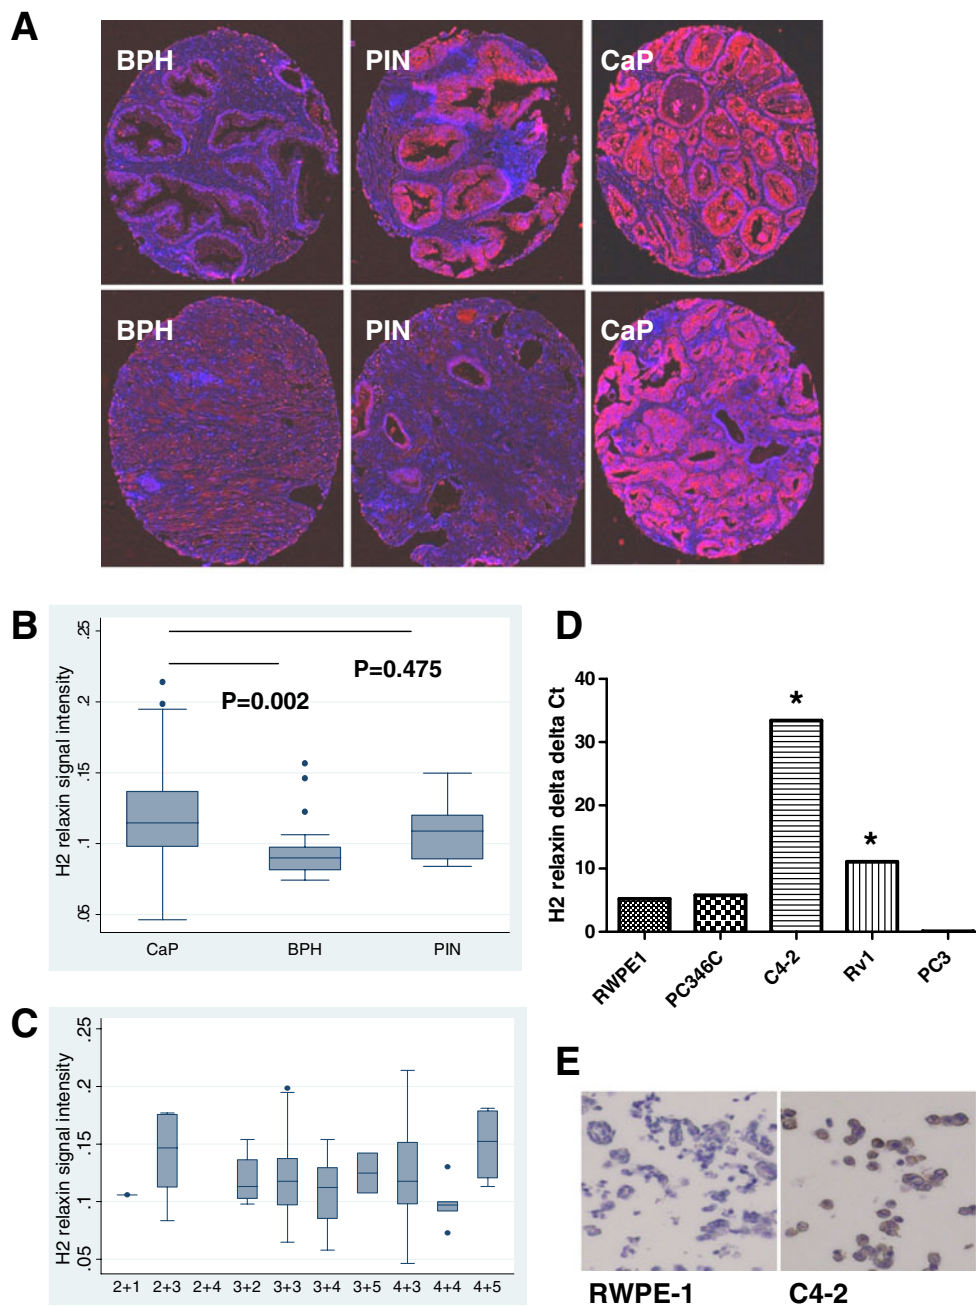 A
BPH PIN CaP
BPH PIN CaP
B
H2 relaxin signal intensity
.25
.2
.15
.1
.05
P=0.475
P=0.002
CaP BPH PIN
C
H2 relaxin signal intensity
.25
.2
.15
.1
.05
2+1 2+3 2+4 3+2 3+3 3+4 3+5 4+3 4+4 4+5
D
H2 relaxin delta delta Ct
40
30
20
10
0
*
*
RWPE1 PC346C C4-2 Rv1 PC3
E
RWPE-1 C4-2